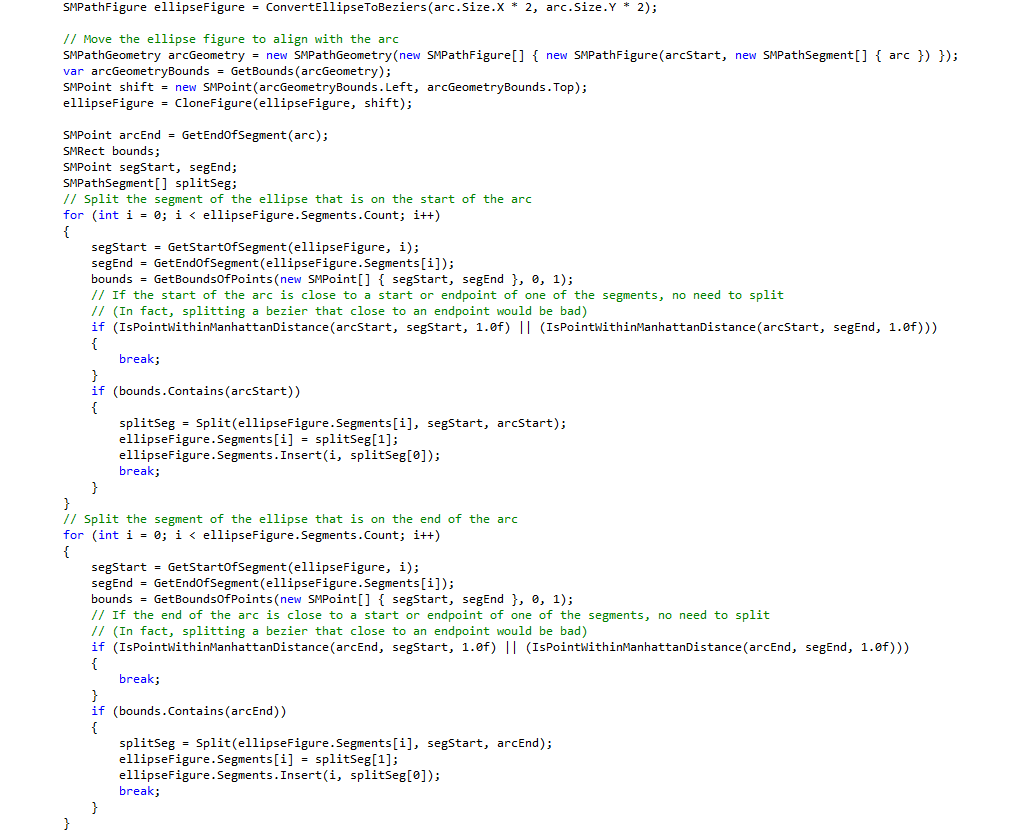 SMPathFigure ellipseFigure = ConvertEllipseToBeziers(arc.Size.X * 2, arc.Size.Y * 2);

// Move the ellipse figure to align with the arc
SMPathGeometry arcGeometry = new SMPathGeometry(new SMPathFigure[] { new SMPathFigure(arcStart, new SMPathSegment[] { arc }) });
var arcGeometryBounds = GetBounds(arcGeometry);
SMPoint shift = new SMPoint(arcGeometryBounds.Left, arcGeometryBounds.Top);
ellipseFigure = CloneFigure(ellipseFigure, shift);

SMPoint arcEnd = GetEndOfSegment(arc);
SMRect bounds;
SMPoint segStart, segEnd;
SMPathSegment[] splitSeg;
// Split the segment of the ellipse that is on the start of the arc
for (int i = 0; i < ellipseFigure.Segments.Count; i++)
{
    segStart = GetStartOfSegment(ellipseFigure, i);
    segEnd = GetEndOfSegment(ellipseFigure.Segments[i]);
    bounds = GetBoundsOfPoints(new SMPoint[] { segStart, segEnd }, 0, 1);
    // If the start of the arc is close to a start or endpoint of one of the segments, no need to split
    // (In fact, splitting a bezier that close to an endpoint would be bad)
    if (IsPointWithinManhattanDistance(arcStart, segStart, 1.0f) || (IsPointWithinManhattanDistance(arcStart, segEnd, 1.0f)))
    {
        break;
    }
    if (bounds.Contains(arcStart))
    {
        splitSeg = Split(ellipseFigure.Segments[i], segStart, arcStart);
        ellipseFigure.Segments[i] = splitSeg[1];
        ellipseFigure.Segments.Insert(i, splitSeg[0]);
        break;
    }
}
// Split the segment of the ellipse that is on the end of the arc
for (int i = 0; i < ellipseFigure.Segments.Count; i++)
{
    segStart = GetStartOfSegment(ellipseFigure, i);
    segEnd = GetEndOfSegment(ellipseFigure.Segments[i]);
    bounds = GetBoundsOfPoints(new SMPoint[] { segStart, segEnd }, 0, 1);
    // If the end of the arc is close to a start or endpoint of one of the segments, no need to split
    // (In fact, splitting a bezier that close to an endpoint would be bad)
    if (IsPointWithinManhattanDistance(arcEnd, segStart, 1.0f) || (IsPointWithinManhattanDistance(arcEnd, segEnd, 1.0f)))
    {
        break;
    }
    if (bounds.Contains(arcEnd))
    {
        splitSeg = Split(ellipseFigure.Segments[i], segStart, arcEnd);
        ellipseFigure.Segments[i] = splitSeg[1];
        ellipseFigure.Segments.Insert(i, splitSeg[0]);
        break;
    }
}